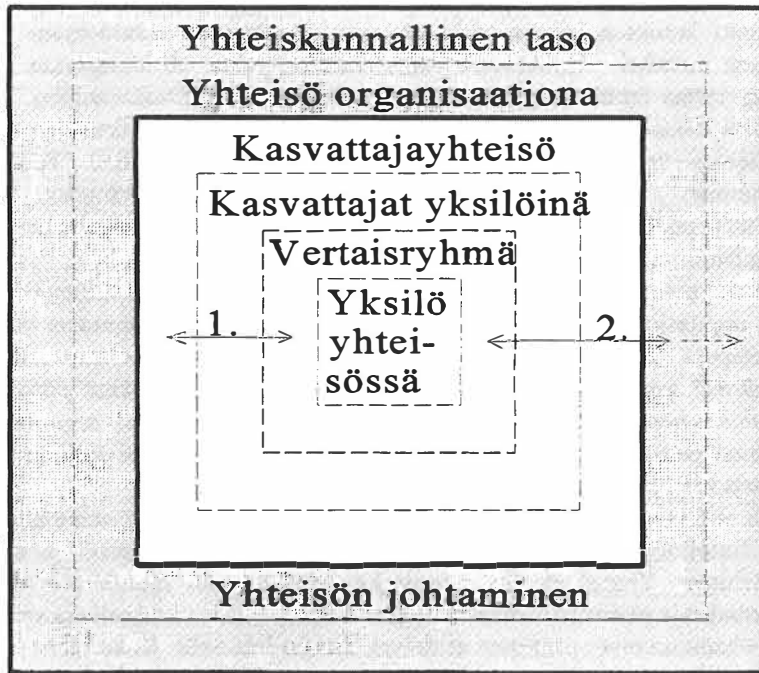 Yhteiskunnallinen taso
Yhteisö organisaationa
Kasvattajayhteisö
Kasvattajat yksilöinä
Vertaisryhmä
Yksilö
yhtei-
sössä
1.
2.
Yhteisön johtaminen